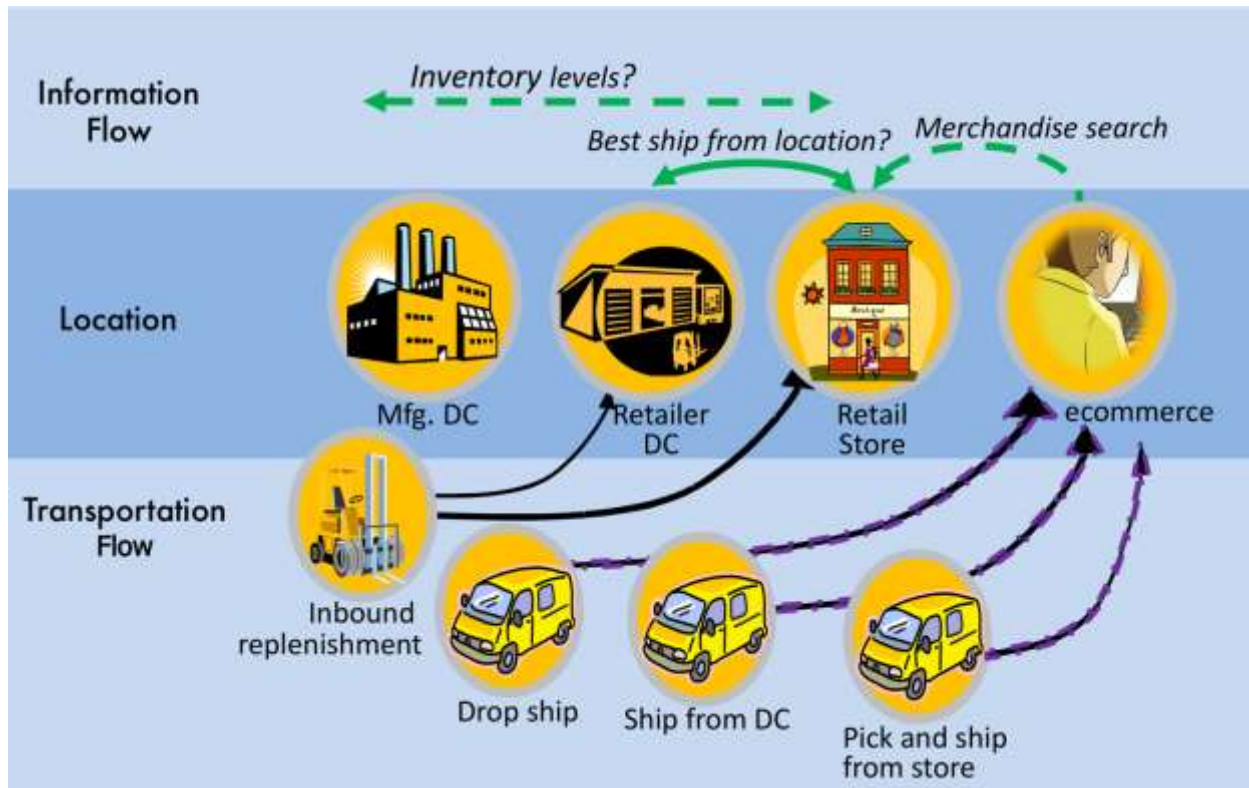 Information
Flow
Inventory levels?
Best ship from location?
Merchandise search
Location
Mfg. DC
Retailer
DC
Retail
Store
ecommerce
Transportation
Flow
Inbound
replenishment
Drop ship
Ship from DC
Pick and ship
from store